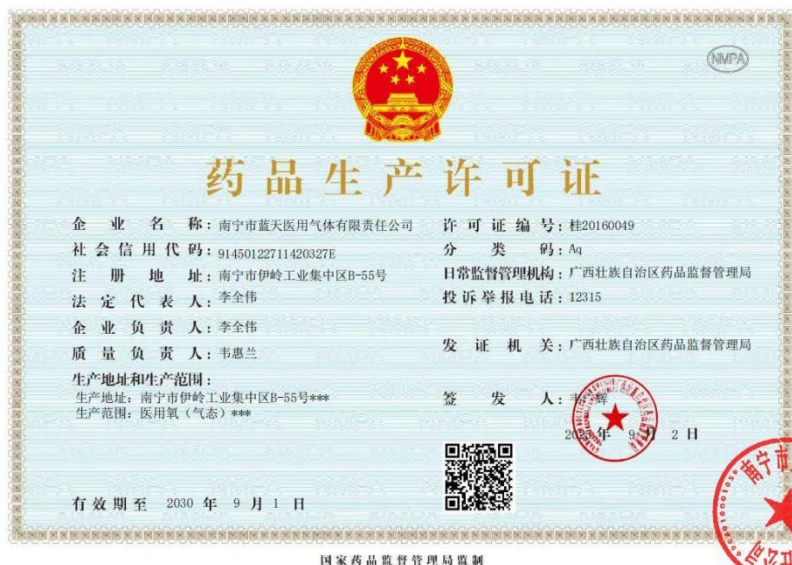 NMPA
药品生产许可证
企业名称：南宁市蓝天医用气体有限责任公司
社会信用代码：91450122711420327E
注册地址：南宁市伊岭工业集中区B-55号
法定代表人：李全伟
企业负责人：李全伟
质量负责人：韦惠兰
生产地址和生产范围：
生产地址：南宁市伊岭工业集中区B-55号***
生产范围：医用氧（气态）***
有效期至 2030 年 9 月 1 日
许可证编号：桂20160049
分类码：Aq
日常监督管理机构：广西壮族自治区药品监督管理局
投诉举报电话：12315
发证机关：广西壮族自治区药品监督管理局
签发人：
年 9 月 2 日
国家药品监督管理局监制
南宁市